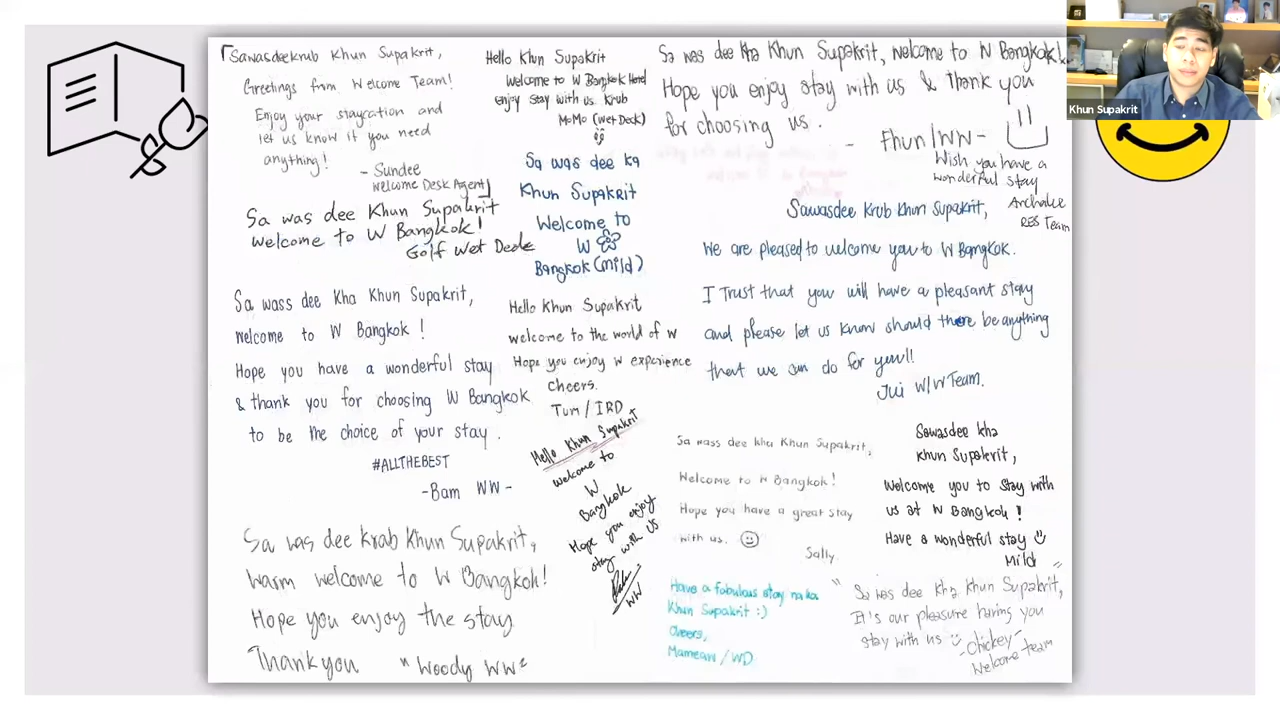 「Sawasdeekrub Khun Supakrit,
Greetings from Welcome Team!
Enjoy your staycation and
let us know if you need
anything!
- Sundee
welcome Desk Agent」
Sa was dee Khun Supakrit
welcome to W Bangkok!
Golf Wet Deck
Sa wass dee Kha Khun Supakrit,
welcome to W Bangkok!
Hope you have a wonderful stay
& thank you for choosing W Bangkok
to be the choice of your stay.
#ALLTHEBEST
-Bam WW-
Sa was dee krab Khun Supakrit,
Warm welcome to W Bangkok!
Hope you enjoy the stay
Thank you "Woody WW"
Hello Khun Supakrit
Welcome to W Bangkok Hotel
enjoy stay with us krub
MoMo (wet Deck)
Sa was dee ka
Khun Supakrit
Welcome to
W
Bangkok (mild)
Hello Khun Supakrit
welcome to the world of W
Hope you enjoy W experience
Cheers.
Tum / IRD
Hello Khun Supakrit
welcome to
W
Bangkok
Hope you enjoy
stay with us
WW
Sa was dee kha Khun Supakrit, welcome to W Bangkok!
Hope you enjoy stay with us & thank you
for choosing us.
- Fhun/WW-
Wish you have a
wonderful stay
RES Team
Sawasdee Krub Khun Supakrit,
We are pleased to welcome you to W Bangkok.
I Trust that you will have a pleasant stay
and please let us know should there be anything
that we can do for you!!
Jui W/W Team.
Sa wass dee kha Khun Supakrit,
Welcome to W Bangkok!
Hope you have a great stay
with us.
Sally
Sawasdee kha
Khun Supakrit,
Welcome you to stay with
us at W Bangkok!
Have a wonderful stay
Mild
Have a fabulous stay naka
Khun Supakrit :)
Cheers,
Mameaw / WD
"Sa was dee kha Khun Supakrit,
It's our pleasure having you
stay with us
-Chickey-
Welcome team"
Khun Supakrit